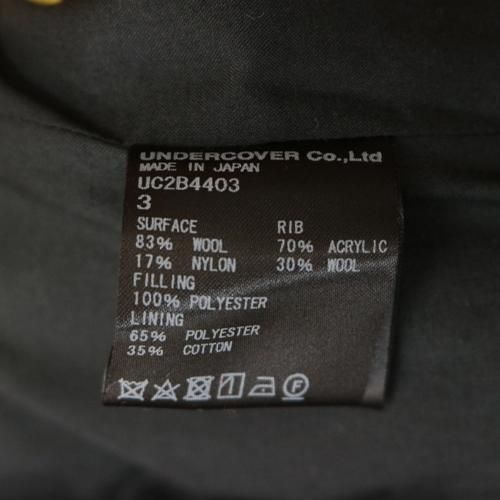 UNDERCOVER Co.,Ltd
MADE IN JAPAN
UC2B4403
3
SURFACE RIB
83% WOOL 70% ACRYLIC
17% NYLON 30% WOOL
FILLING
100% POLYESTER
LINING
65% POLYESTER
35% COTTON
F